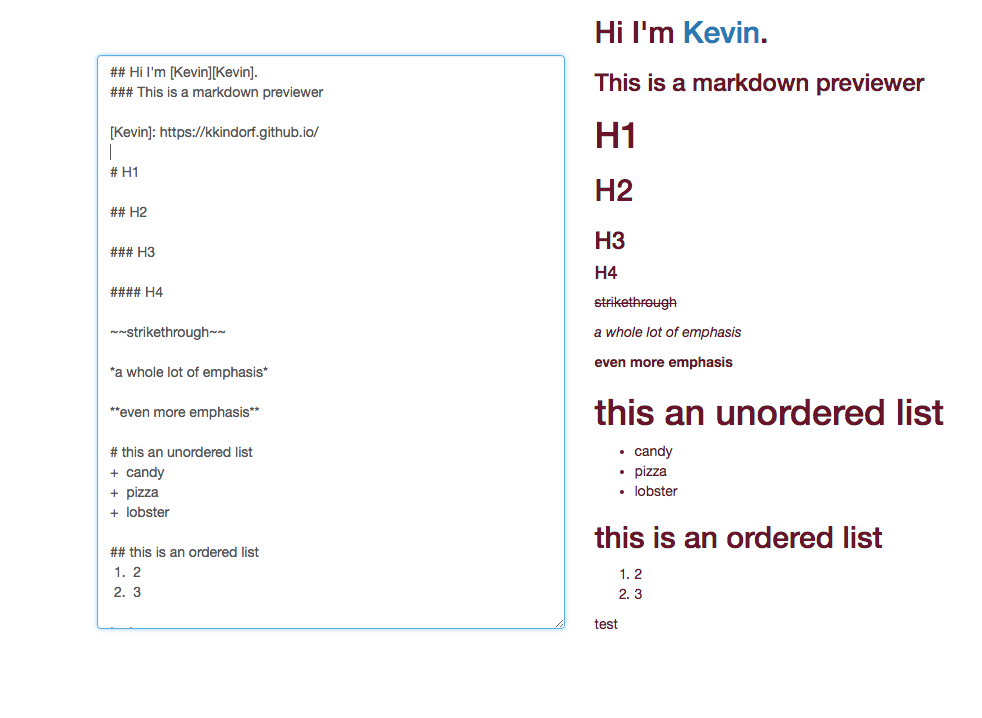 ## Hi I'm [Kevin][Kevin].
### This is a markdown previewer
[Kevin]: https://kkindorf.github.io/
# H1
## H2
### H3
#### H4
~~strikethrough~~
*a whole lot of emphasis*
**even more emphasis**
# this an unordered list
+ candy
+ pizza
+ lobster
## this is an ordered list
1. 2
2. 3
Hi I'm Kevin.
This is a markdown previewer
H1
H2
H3
H4
strikethrough
a whole lot of emphasis
even more emphasis
this an unordered list
• candy
• pizza
• lobster
this is an ordered list
1. 2
2. 3
test